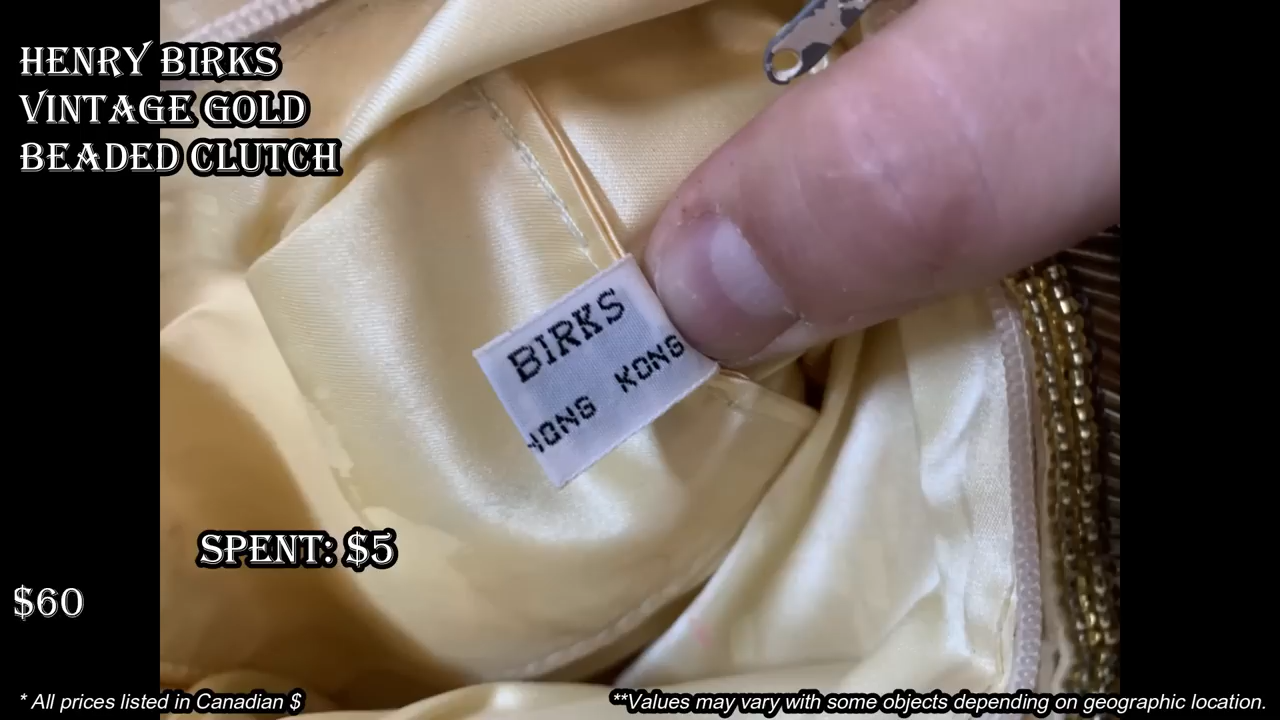 HENRY BIRKS
VINTAGE GOLD
BEADED CLUTCH
BIRKS
HONG KONG
SPENT: $5
$60
* All prices listed in Canadian $
**Values may vary with some objects depending on geographic location.